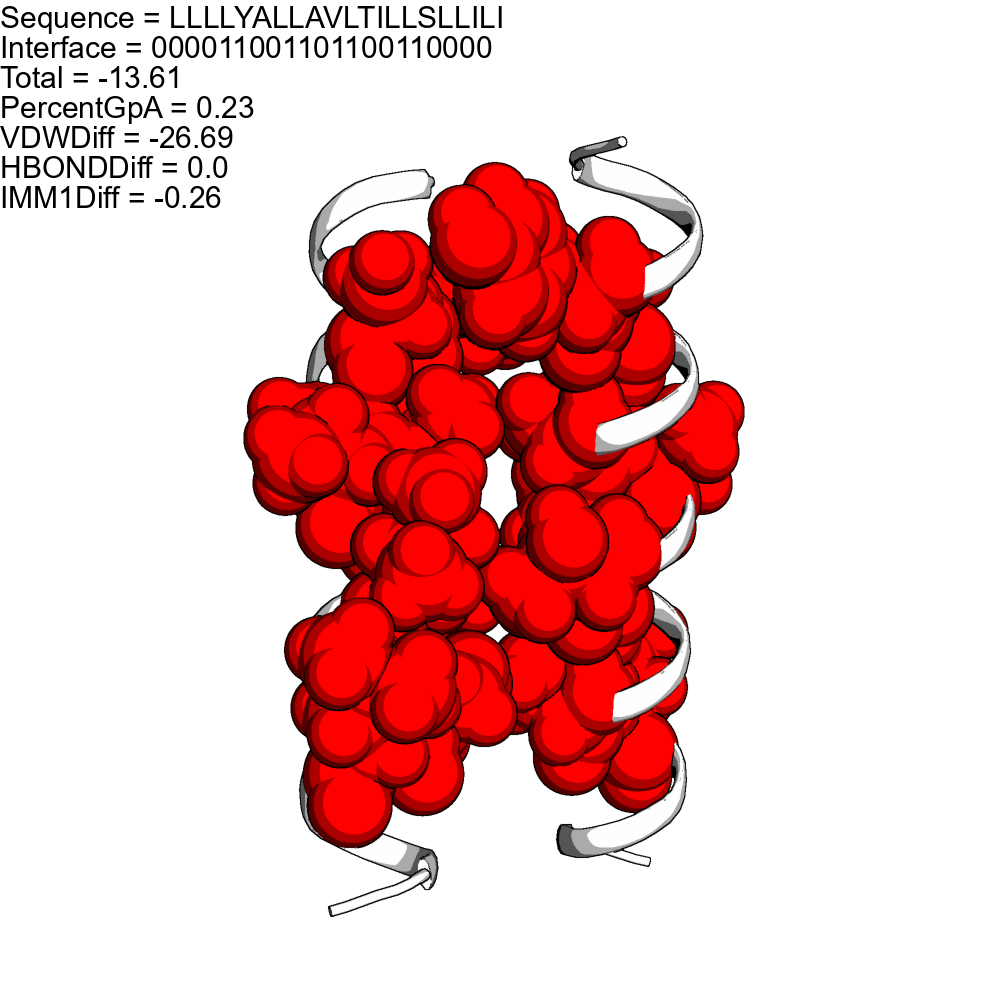 Sequence = LLLLYALLAVLTILLSLLILI
Interface = 000011001101100110000
Total = -13.61
PercentGpA = 0.23
VDWDiff = -26.69
HBONDDiff = 0.0
IMM1Diff = -0.26